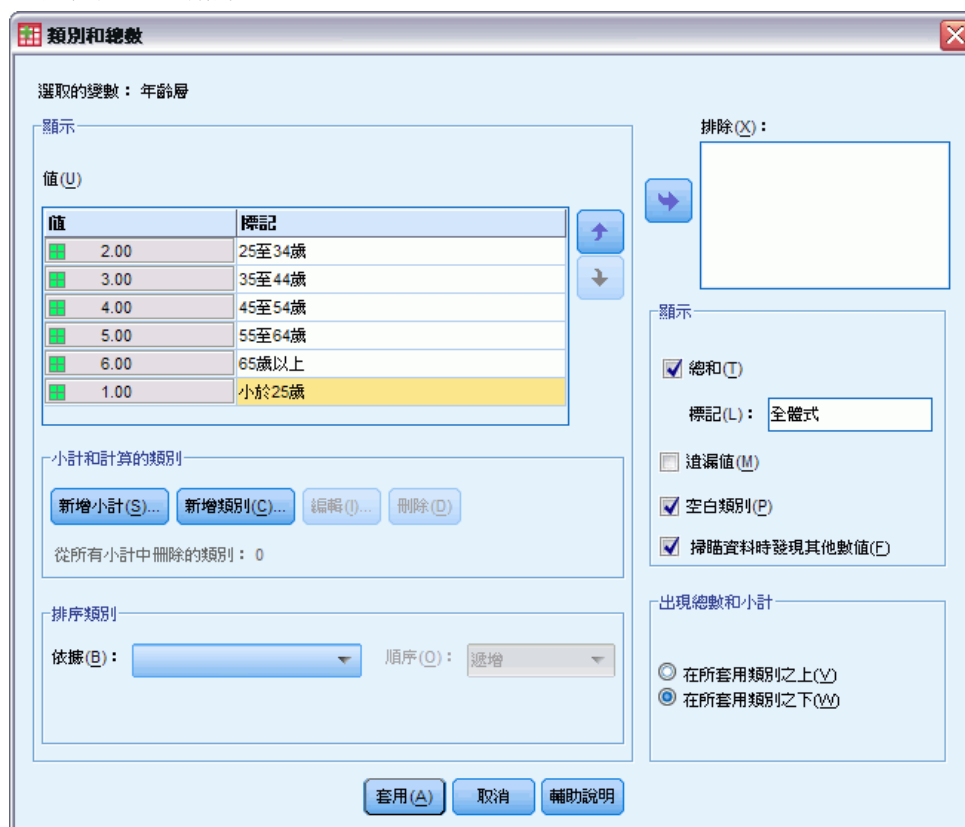 類別和總數
選取的變數：年齡層
顯示
值(U)
值 標記
2.00 25至34歲
3.00 35至44歲
4.00 45至54歲
5.00 55至64歲
6.00 65歲以上
1.00 小於25歲
小計和計算的類別
新增小計(S)... 新增類別(C)... 編輯(I)... 刪除(D)
從所有小計中刪除的類別：0
排序類別
依據(B)： 順序(O)： 遞增
排除(X)：
顯示
總和(T)
標記(L)： 全體式
遺漏值(M)
空白類別(P)
掃瞄資料時發現其他數值(F)
出現總數和小計
在所套用類別之上(V)
在所套用類別之下(W)
套用(A) 取消 輔助說明